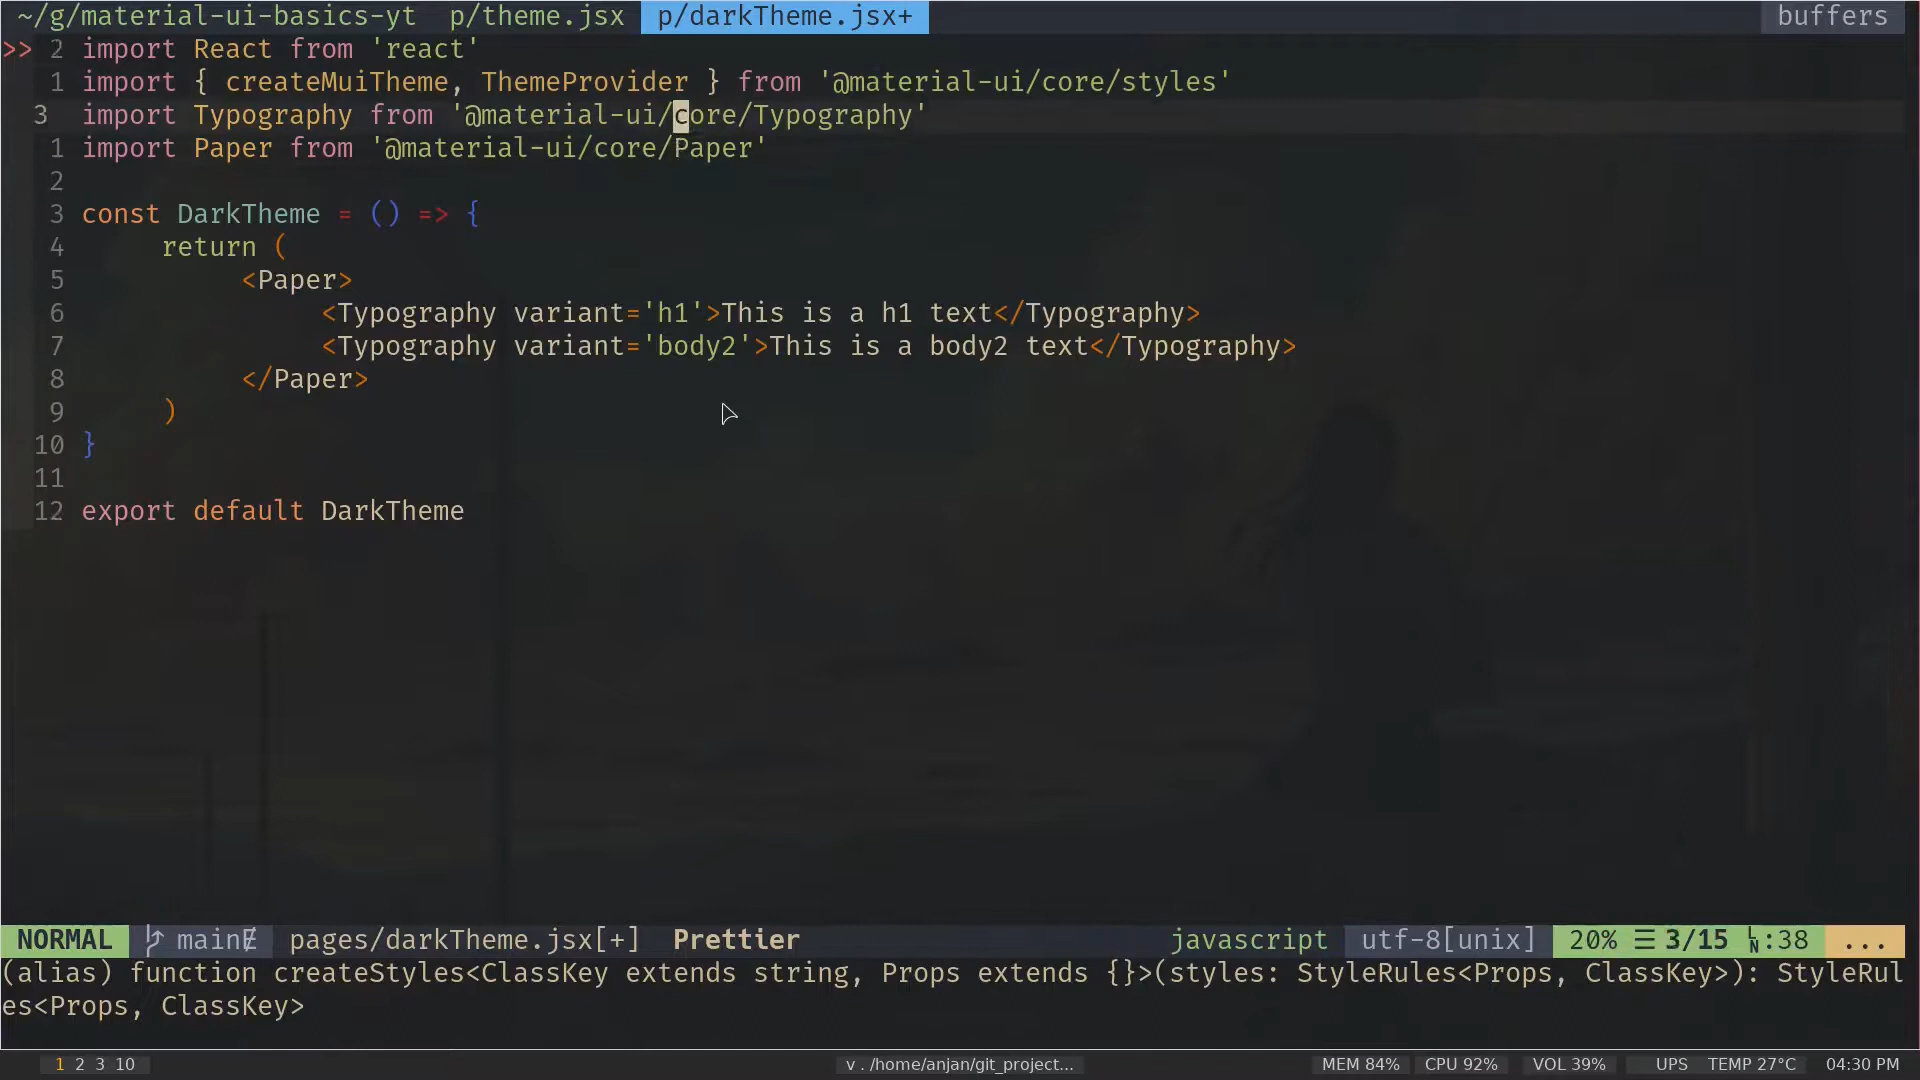 ~/g/material-ui-basics-yt p/theme.jsx p/darkTheme.jsx+ buffers
>> 2 import React from 'react'
1 import { createMuiTheme, ThemeProvider } from '@material-ui/core/styles'
3 import Typography from '@material-ui/core/Typography'
1 import Paper from '@material-ui/core/Paper'
2
3 const DarkTheme = () => {
4 return (
5 <Paper>
6 <Typography variant='h1'>This is a h1 text</Typography>
7 <Typography variant='body2'>This is a body2 text</Typography>
8 </Paper>
9 )
10 }
11
12 export default DarkTheme
NORMAL main pages/darkTheme.jsx[+] Prettier javascript utf-8[unix] 20% ☰ 3/15 :38 ...
(alias) function createStyles<ClassKey extends string, Props extends {}>(styles: StyleRules<Props, ClassKey>): StyleRul
es<Props, ClassKey>
1 2 3 10 v . /home/anjan/git_project... MEM 84% CPU 92% VOL 39% UPS TEMP 27°C 04:30 PM